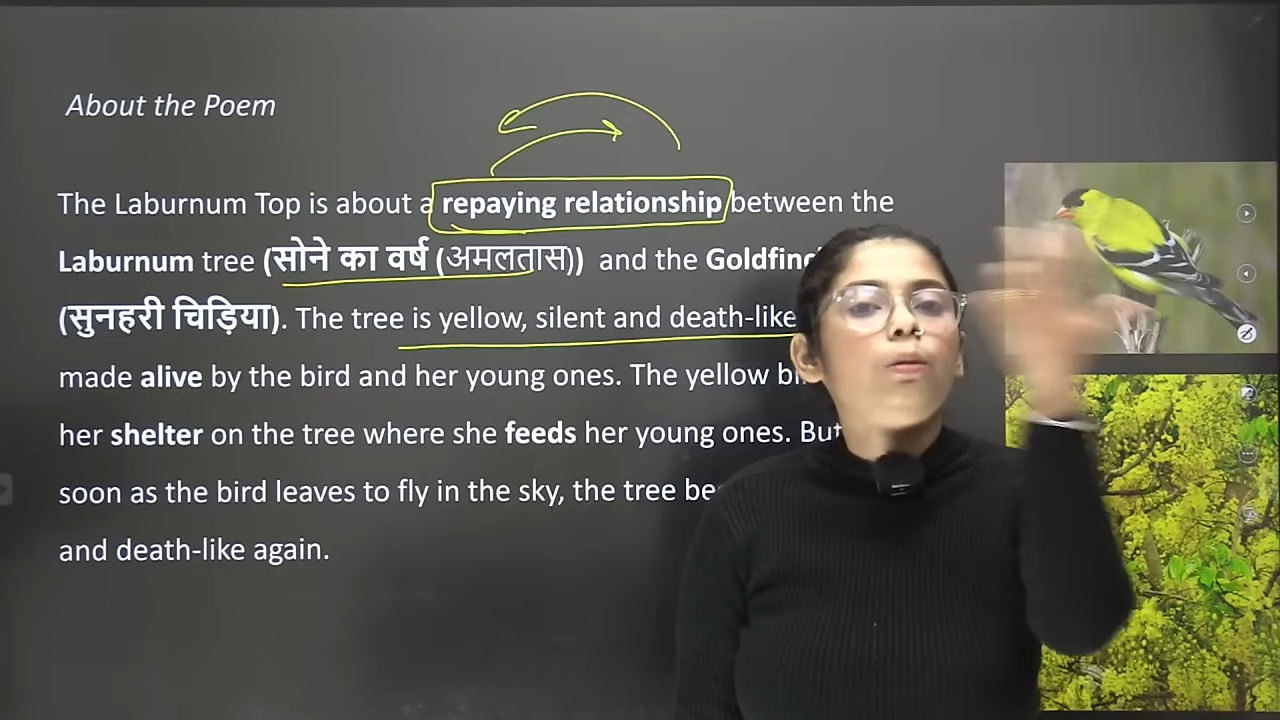 About the Poem
The Laburnum Top is about a repaying relationship between the
Laburnum tree (सोने का वर्ष (अमलतास)) and the
(सुनहरी चिड़िया). The tree is yellow, silent and death-like
made alive by the bird and her young ones. The yellow
her shelter on the tree where she feeds her young ones. But
soon as the bird leaves to fly in the sky, the tree
and death-like again.